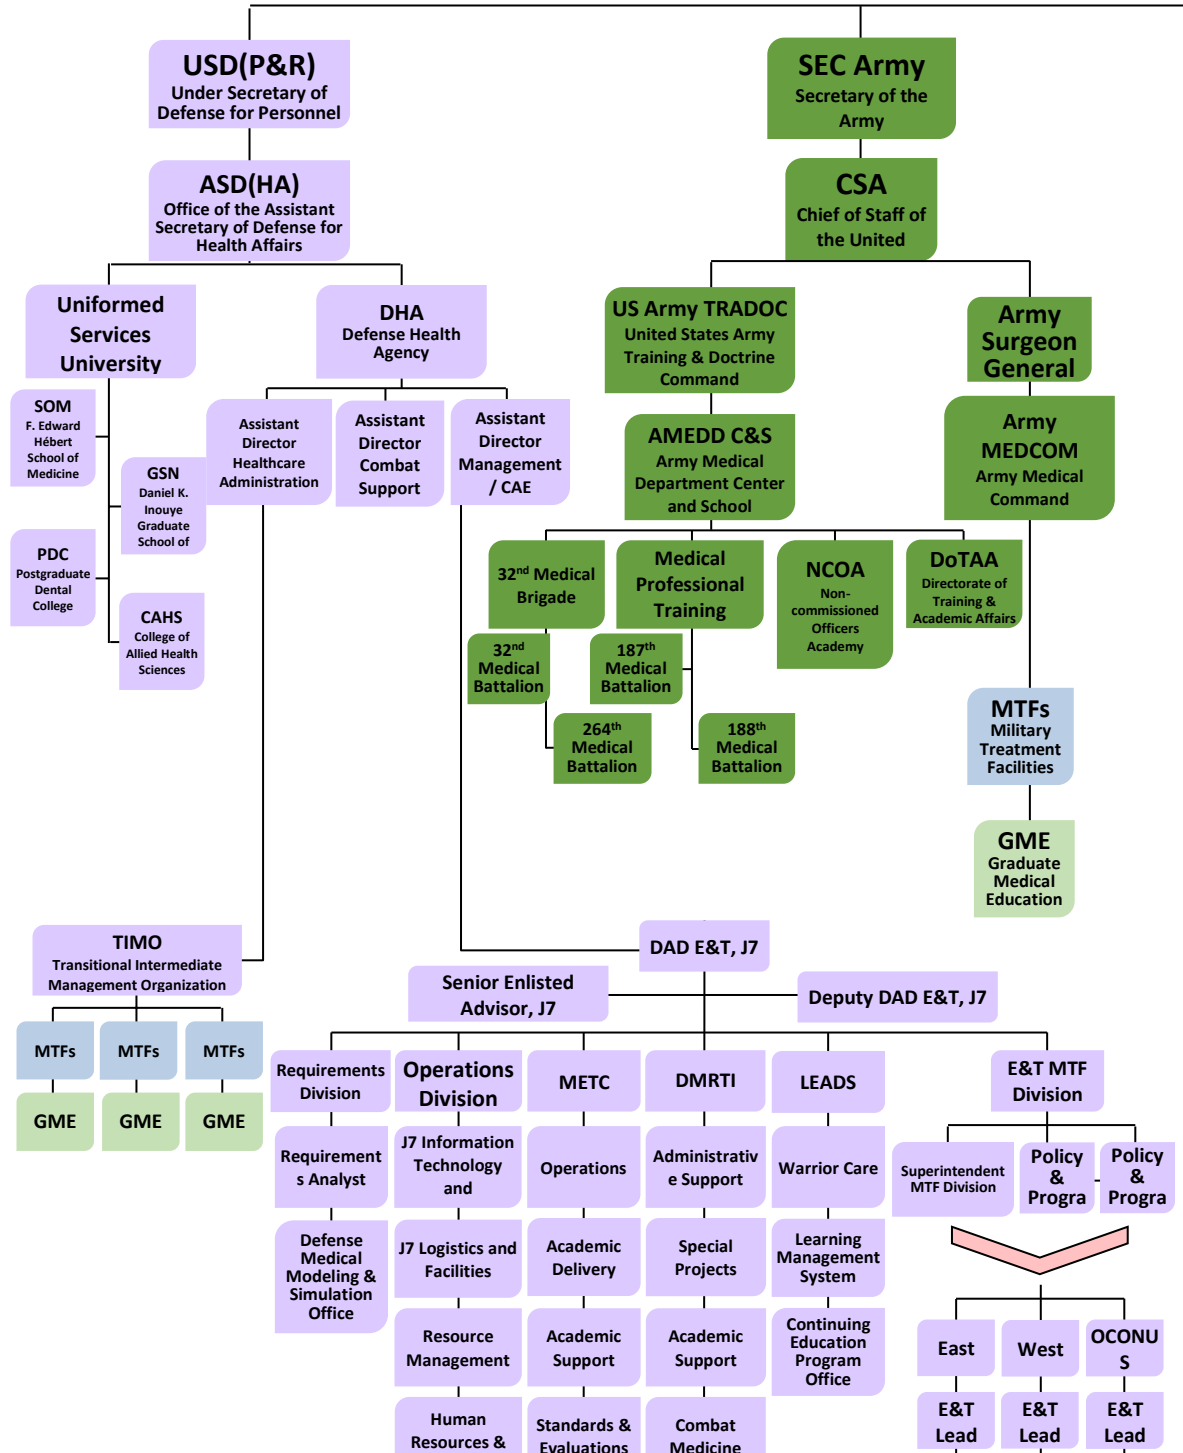 USD(P&R)
Under Secretary of
Defense for Personnel
SEC Army
Secretary of the
Army
ASD(HA)
Office of the Assistant
Secretary of Defense for
Health Affairs
CSA
Chief of Staff of
the United
Uniformed
Services
University
DHA
Defense Health
Agency
US Army TRADOC
United States Army
Training & Doctrine
Command
Army
Surgeon
General
SOM
F. Edward
Hébert
School of
Medicine
GSN
Daniel K.
Inouye
Graduate
School of
PDC
Postgraduate
Dental
College
CAHS
College of
Allied Health
Sciences
Assistant
Director
Healthcare
Administration
Assistant
Director
Combat
Support
Assistant
Director
Management
/ CAE
AMEDD C&S
Army Medical
Department Center
and School
Army
MEDCOM
Army Medical
Command
32nd Medical
Brigade
Medical
Professional
Training
NCOA
Non-
commissioned
Officers
Academy
DoTAA
Directorate of
Training &
Academic Affairs
32nd
Medical
Battalion
187th
Medical
Battalion
264th
Medical
Battalion
188th
Medical
Battalion
MTFs
Military
Treatment
Facilities
GME
Graduate
Medical
Education
TIMO
Transitional Intermediate
Management Organization
MTFs
MTFs
MTFs
GME
GME
GME
DAD E&T, J7
Senior Enlisted
Advisor, J7
Deputy DAD E&T, J7
Requirements
Division
Operations
Division
METC
DMRTI
LEADS
E&T MTF
Division
Requirement
s Analyst
J7 Information
Technology
and
Operations
Administrativ
e Support
Warrior Care
Superintendent
MTF Division
Policy
&
Progra
Policy
&
Progra
Defense
Medical
Modeling &
Simulation
Office
J7 Logistics and
Facilities
Academic
Delivery
Special
Projects
Learning
Management
System
Resource
Management
Academic
Support
Academic
Support
Continuing
Education
Program
Office
East
West
OCONU
S
Human
Resources &
Standards &
Evaluations
Combat
Medicine
E&T
Lead
E&T
Lead
E&T
Lead